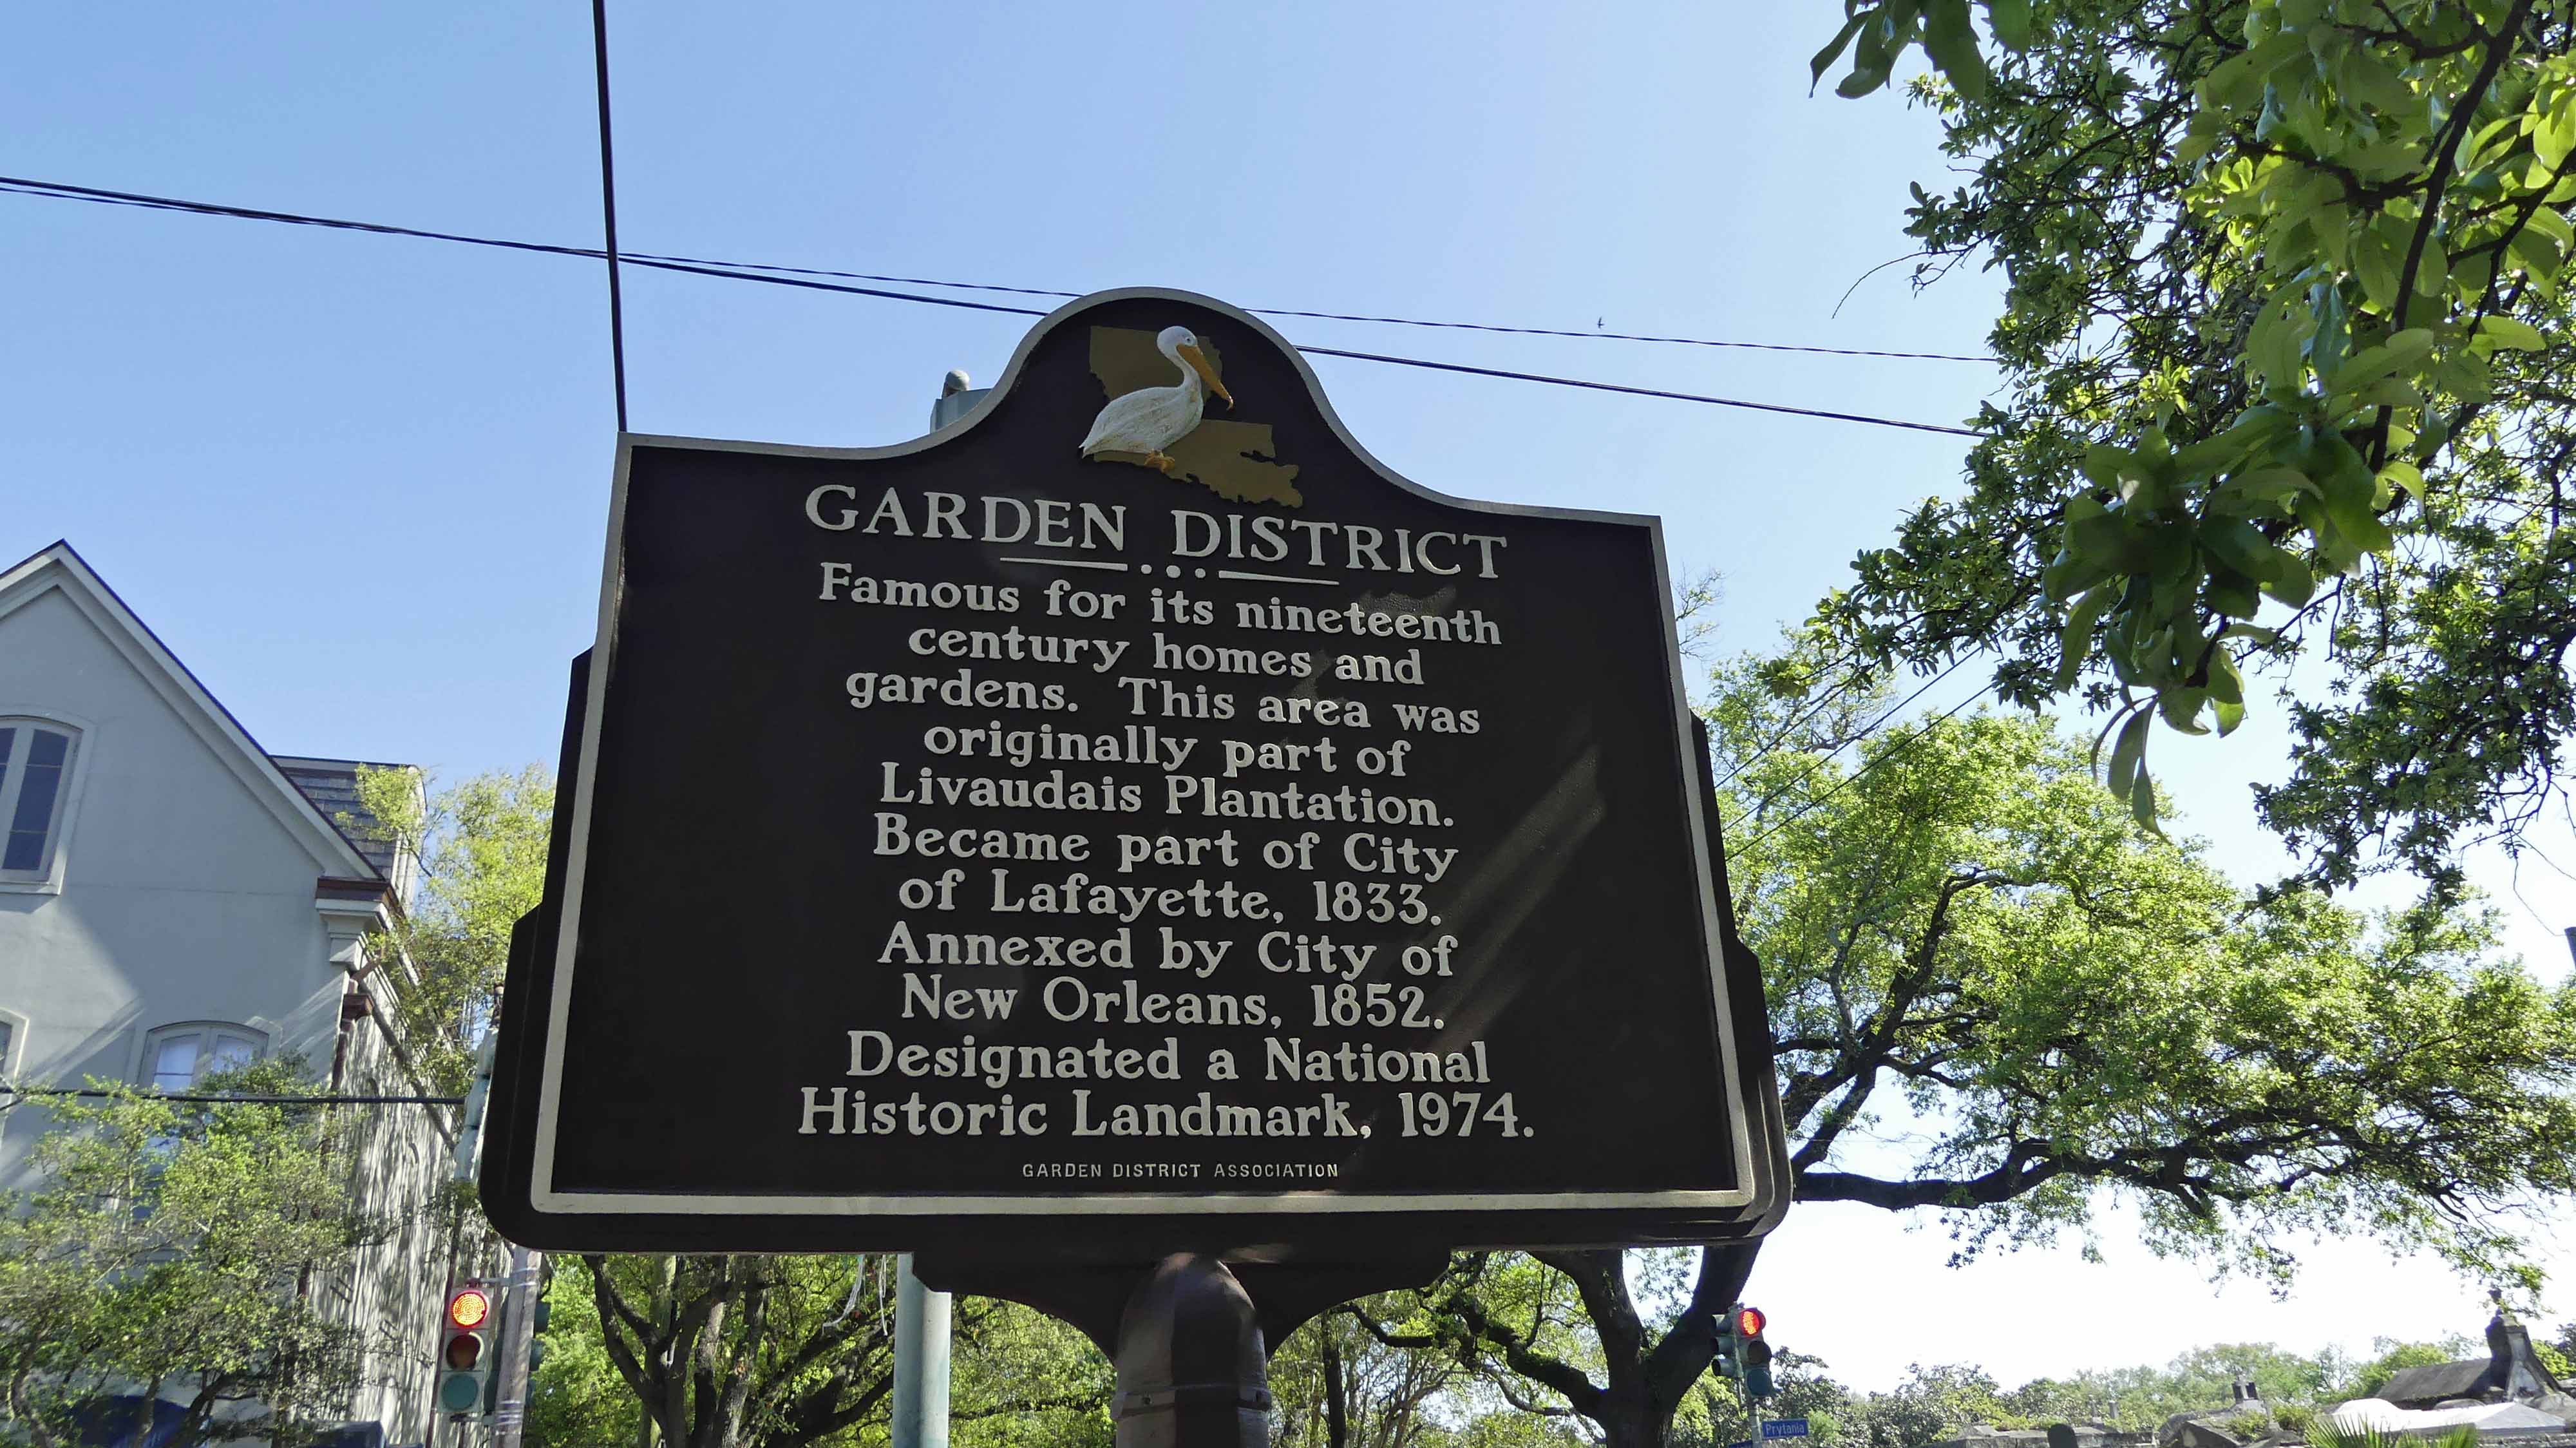 GARDEN DISTRICT
Famous for its nineteenth
century homes and
gardens. This area was
originally part of
Livaudais Plantation.
Became part of City
of Lafayette, 1833.
Annexed by City of
New Orleans, 1852.
Designated a National
Historic Landmark, 1974.
GARDEN DISTRICT ASSOCIATION
Prytania